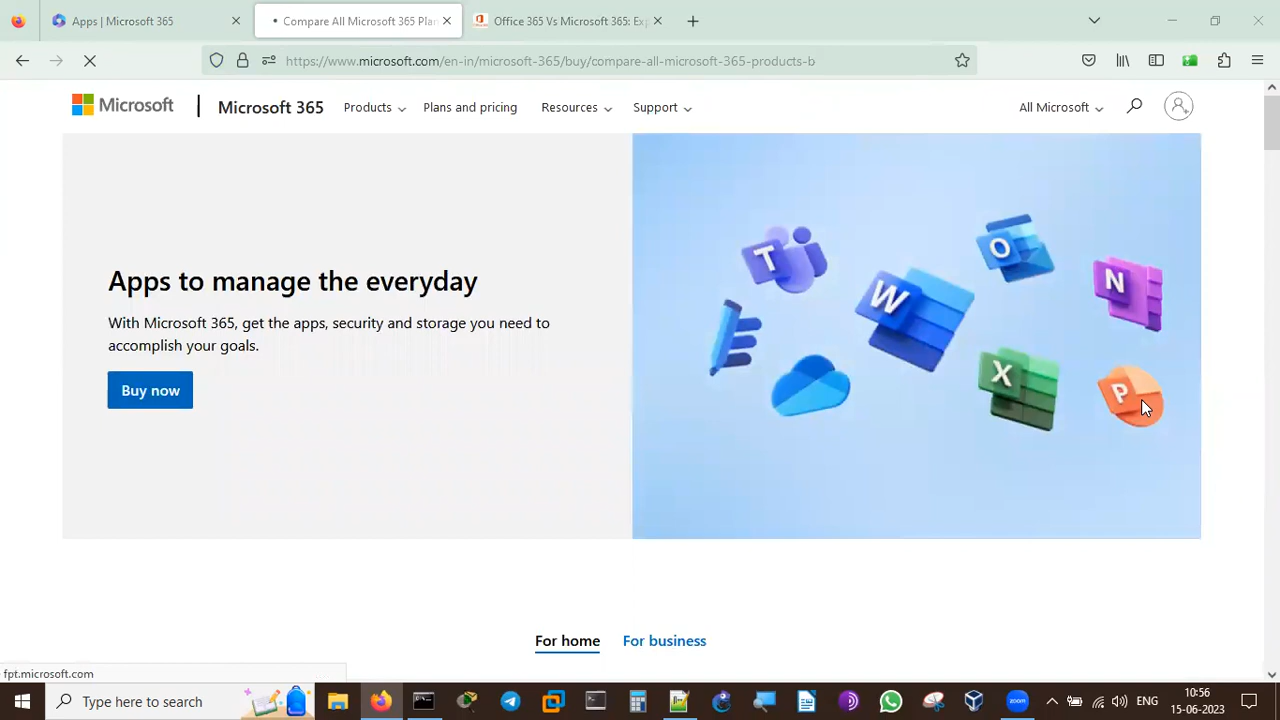 Apps | Microsoft 365
Compare All Microsoft 365 Plan
Office 365 Vs Microsoft 365: Exp
https://www.microsoft.com/en-in/microsoft-365/buy/compare-all-microsoft-365-products-b
Microsoft
Microsoft 365
Products
Plans and pricing
Resources
Support
All Microsoft
Apps to manage the everyday
With Microsoft 365, get the apps, security and storage you need to
accomplish your goals.
Buy now
T
W
O
N
X
P
For home
For business
fpt.microsoft.com
Type here to search
zoom
ENG
10:56
15-06-2023